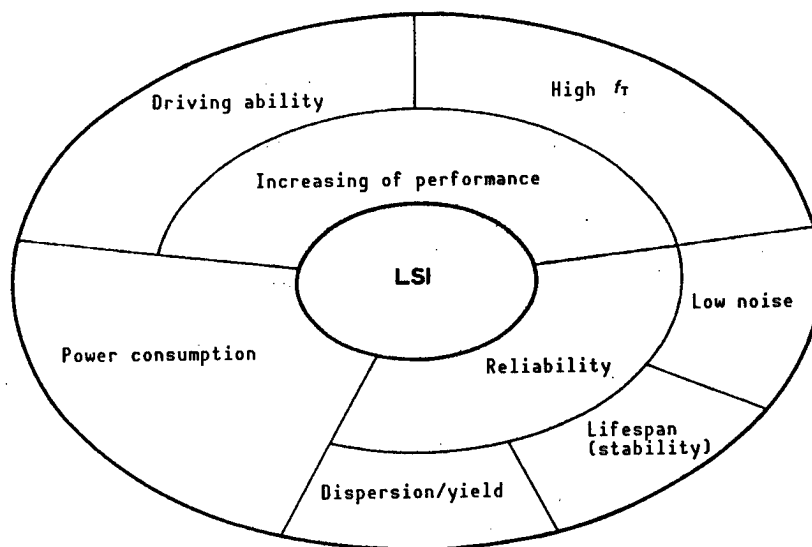 Driving ability
High fT
Increasing of performance
LSI
Low noise
Power consumption
Reliability
Lifespan
(stability)
Dispersion/yield